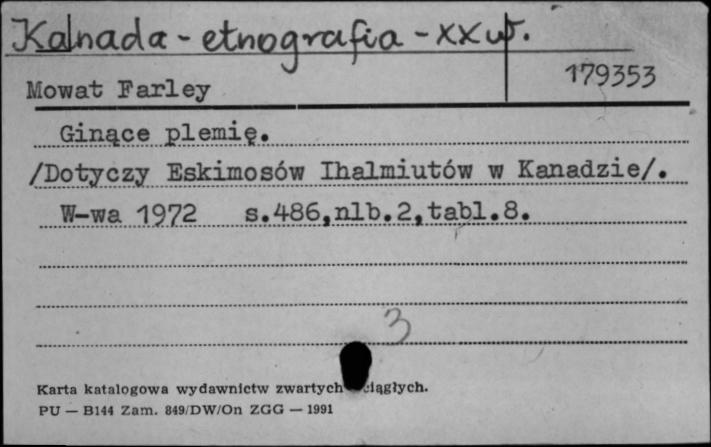 Kanada - etnografia - XX w.
179353
Mowat Farley
Ginące plemię.
/Dotyczy Eskimosów Ihalmiutów w Kanadzie/.
W-wa 1972 s.486,nlb.2,tabl.8.
3
Karta katalogowa wydawnictw zwartych ciągłych.
PU — B144 Zam. 849/DW/On ZGG — 1991